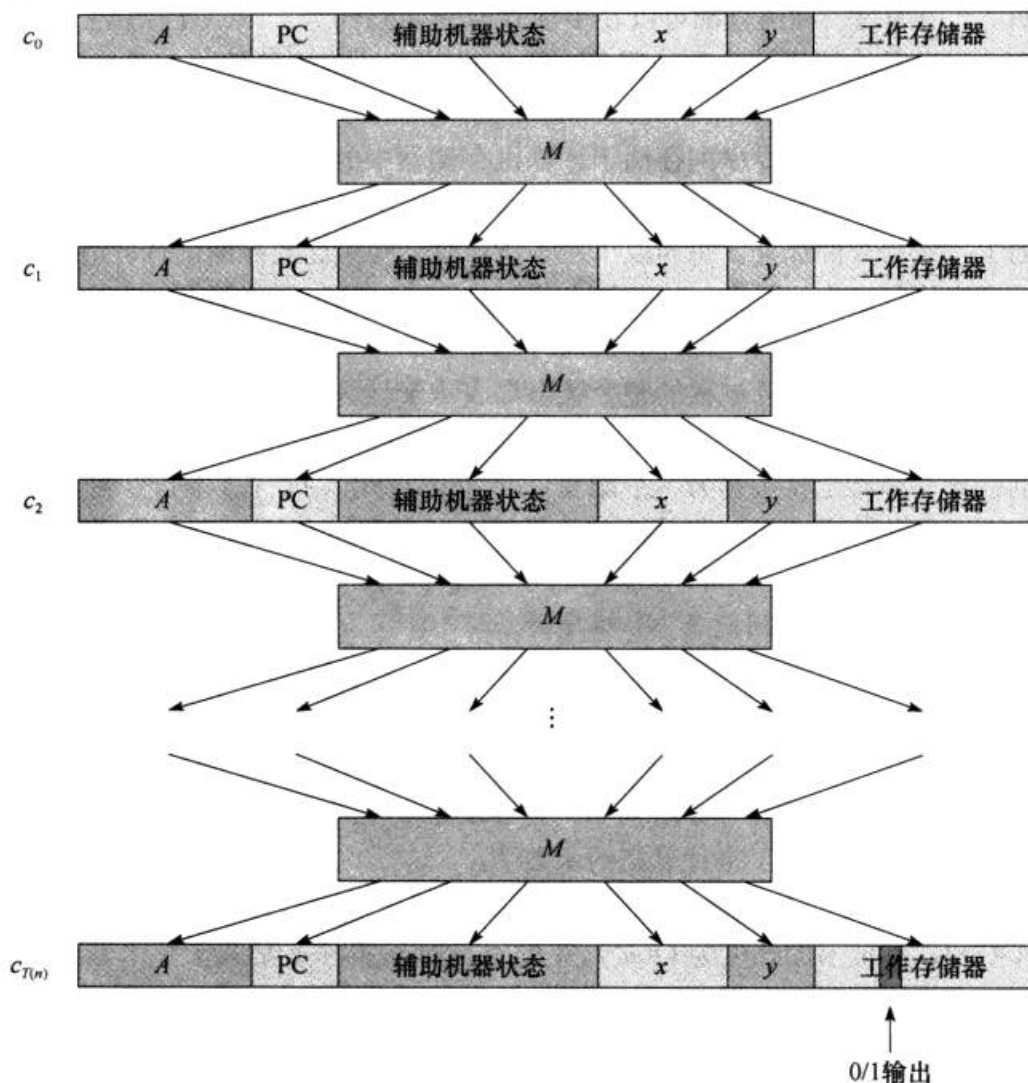 c₀ A PC 辅助机器状态 x y 工作存储器
M
c₁ A PC 辅助机器状态 x y 工作存储器
M
c₂ A PC 辅助机器状态 x y 工作存储器
M
⋮
M
c_T(n) A PC 辅助机器状态 x y 工作存储器
0/1输出